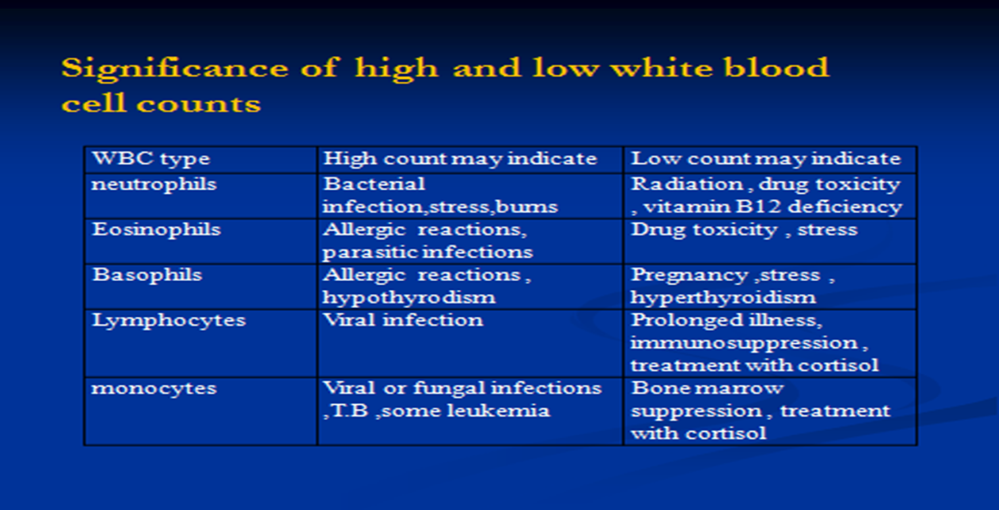 Significance of high and low white blood
cell counts
WBC type
High count may indicate
Low count may indicate
neutrophils
Bacterial
infection,stress,burns
Radiation , drug toxicity
, vitamin B12 deficiency
Eosinophils
Allergic reactions,
parasitic infections
Drug toxicity , stress
Basophils
Allergic reactions ,
hypothyrodism
Pregnancy ,stress ,
hyperthyroidism
Lymphocytes
Viral infection
Prolonged illness,
immunosuppression ,
treatment with cortisol
monocytes
Viral or fungal infections
,T.B ,some leukemia
Bone marrow
suppression , treatment
with cortisol